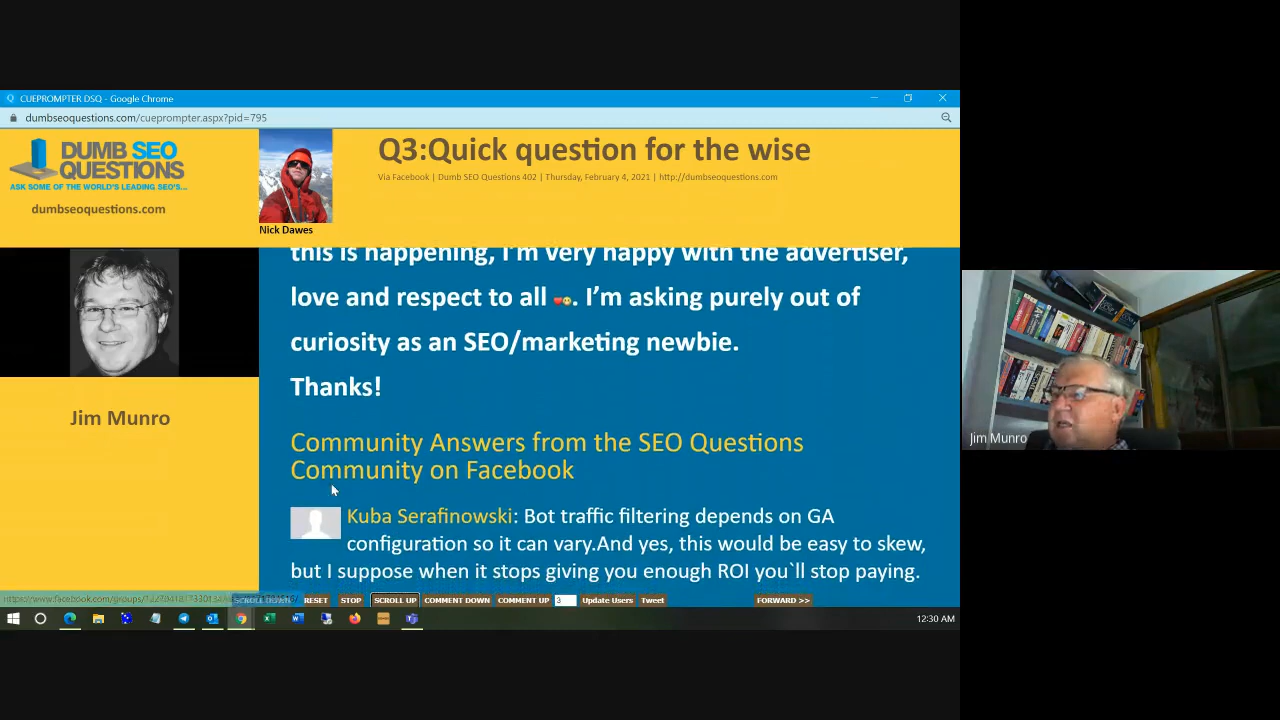 CUEPROMPTER DSQ - Google Chrome
dumbseoquestions.com/cueprompter.aspx?pid=795
DUMB SEO
QUESTIONS
ASK SOME OF THE WORLD'S LEADING SEO'S...
dumbseoquestions.com
Nick Dawes
Q3:Quick question for the wise
Via Facebook | Dumb SEO Questions 402 | Thursday, February 4, 2021 | http://dumbseoquestions.com
Jim Munro
this is happening, I'm very happy with the advertiser,
love and respect to all . I'm asking purely out of
curiosity as an SEO/marketing newbie.
Thanks!
Community Answers from the SEO Questions
Community on Facebook
Kuba Serafinowski: Bot traffic filtering depends on GA
configuration so it can vary.And yes, this would be easy to skew,
but I suppose when it stops giving you enough ROI you`ll stop paying.
SCROLL DOWN RESET STOP SCROLL UP COMMENT DOWN COMMENT UP 3 Update Users Tweet FORWARD >>
12:30 AM
Jim Munro